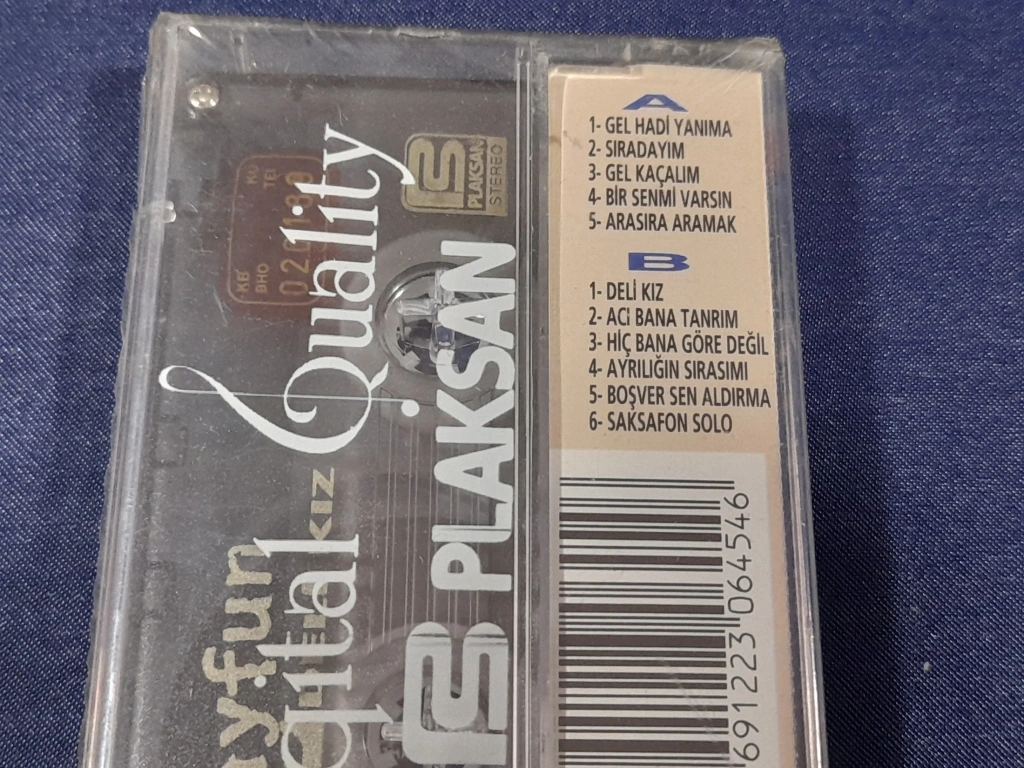 A
1- GEL HADİ YANIMA
2- SIRADAYIM
3- GEL KAÇALIM
4- BİR SENMİ VARSIN
5- ARASIRA ARAMAK
B
1- DELİ KIZ
2- ACI BANA TANRIM
3- HİÇ BANA GÖRE DEĞİL
4- AYRILIĞIN SIRASIMI
5- BOŞVER SEN ALDIRMA
6- SAKSAFON SOLO
691223 064546
PLAKSAN
PLAKSAN
STEREO
Quality
KIZ